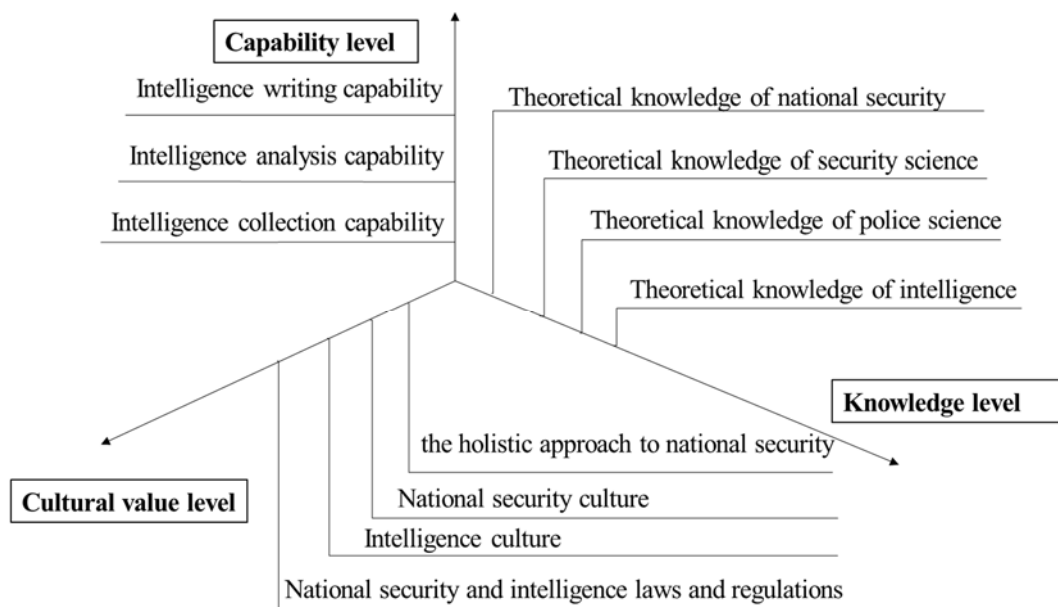 Capability level
Intelligence writing capability
Intelligence analysis capability
Intelligence collection capability
Theoretical knowledge of national security
Theoretical knowledge of security science
Theoretical knowledge of police science
Theoretical knowledge of intelligence
Knowledge level
the holistic approach to national security
Cultural value level
National security culture
Intelligence culture
National security and intelligence laws and regulations